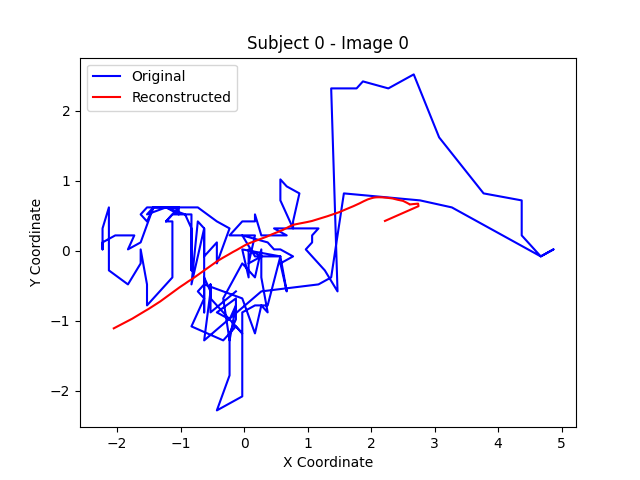 Subject 0 - Image 0
Original
Reconstructed
Y Coordinate
2
1
0
−1
−2
−2
−1
0
1
2
3
4
5
X Coordinate